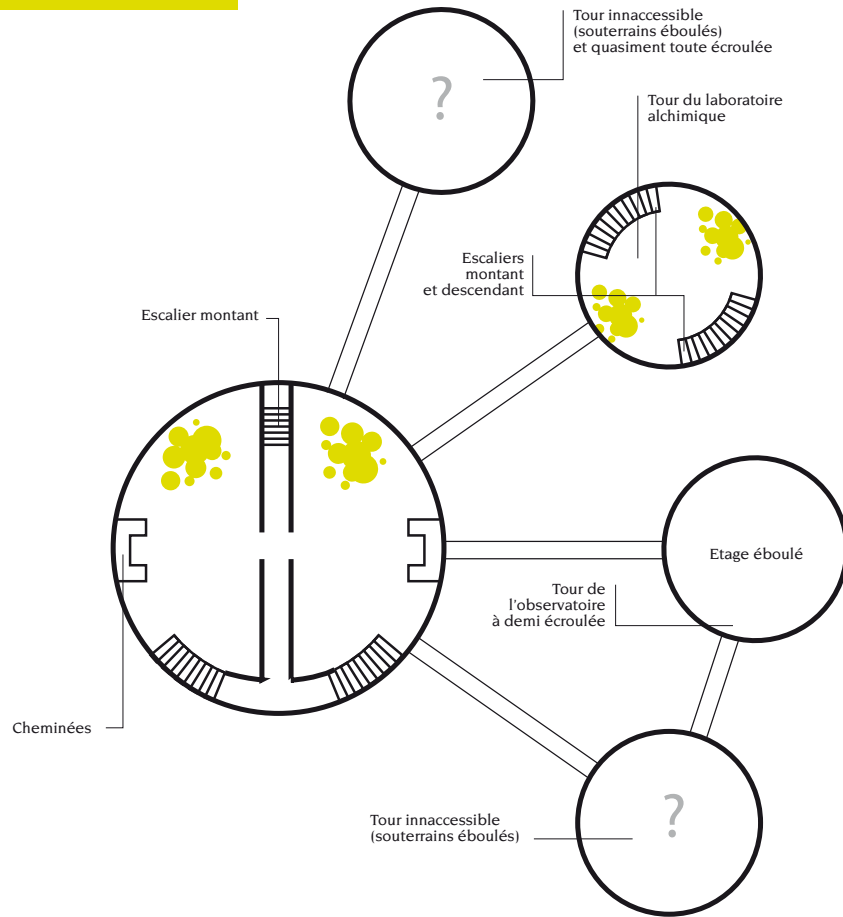 Tour innaccessible
(souterrains éboulés)
et quasiment toute écroulée
?
Tour du laboratoire
alchimique
Escaliers
montant
et descendant
Escalier montant
Etage éboulé
Tour de
l'observatoire
à demi écroulée
Cheminées
?
Tour innaccessible
(souterrains éboulés)